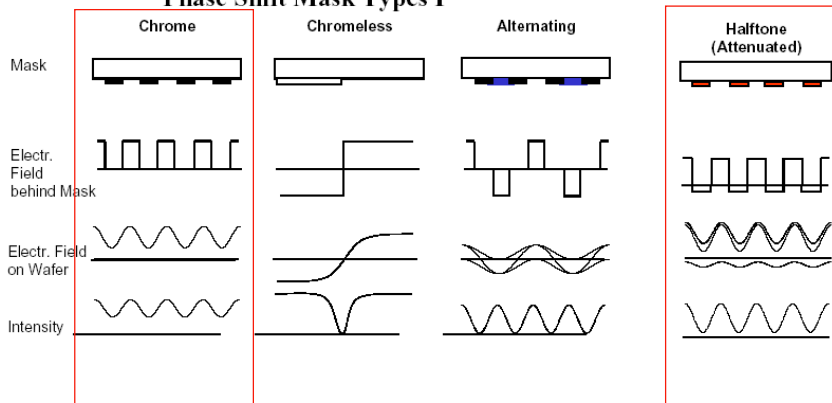 Phase Shift Mask Types I
Chrome
Chromeless
Alternating
Halftone
(Attenuated)
Mask
Electr.
Field
behind Mask
Electr. Field
on Wafer
Intensity